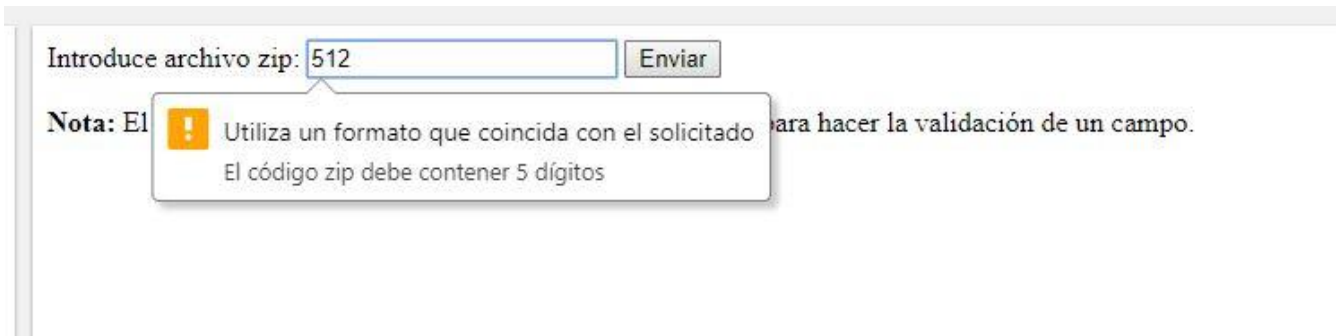 Introduce archivo zip: 512 Enviar
Nota: El ara hacer la validación de un campo.
Utiliza un formato que coincida con el solicitado
El código zip debe contener 5 dígitos